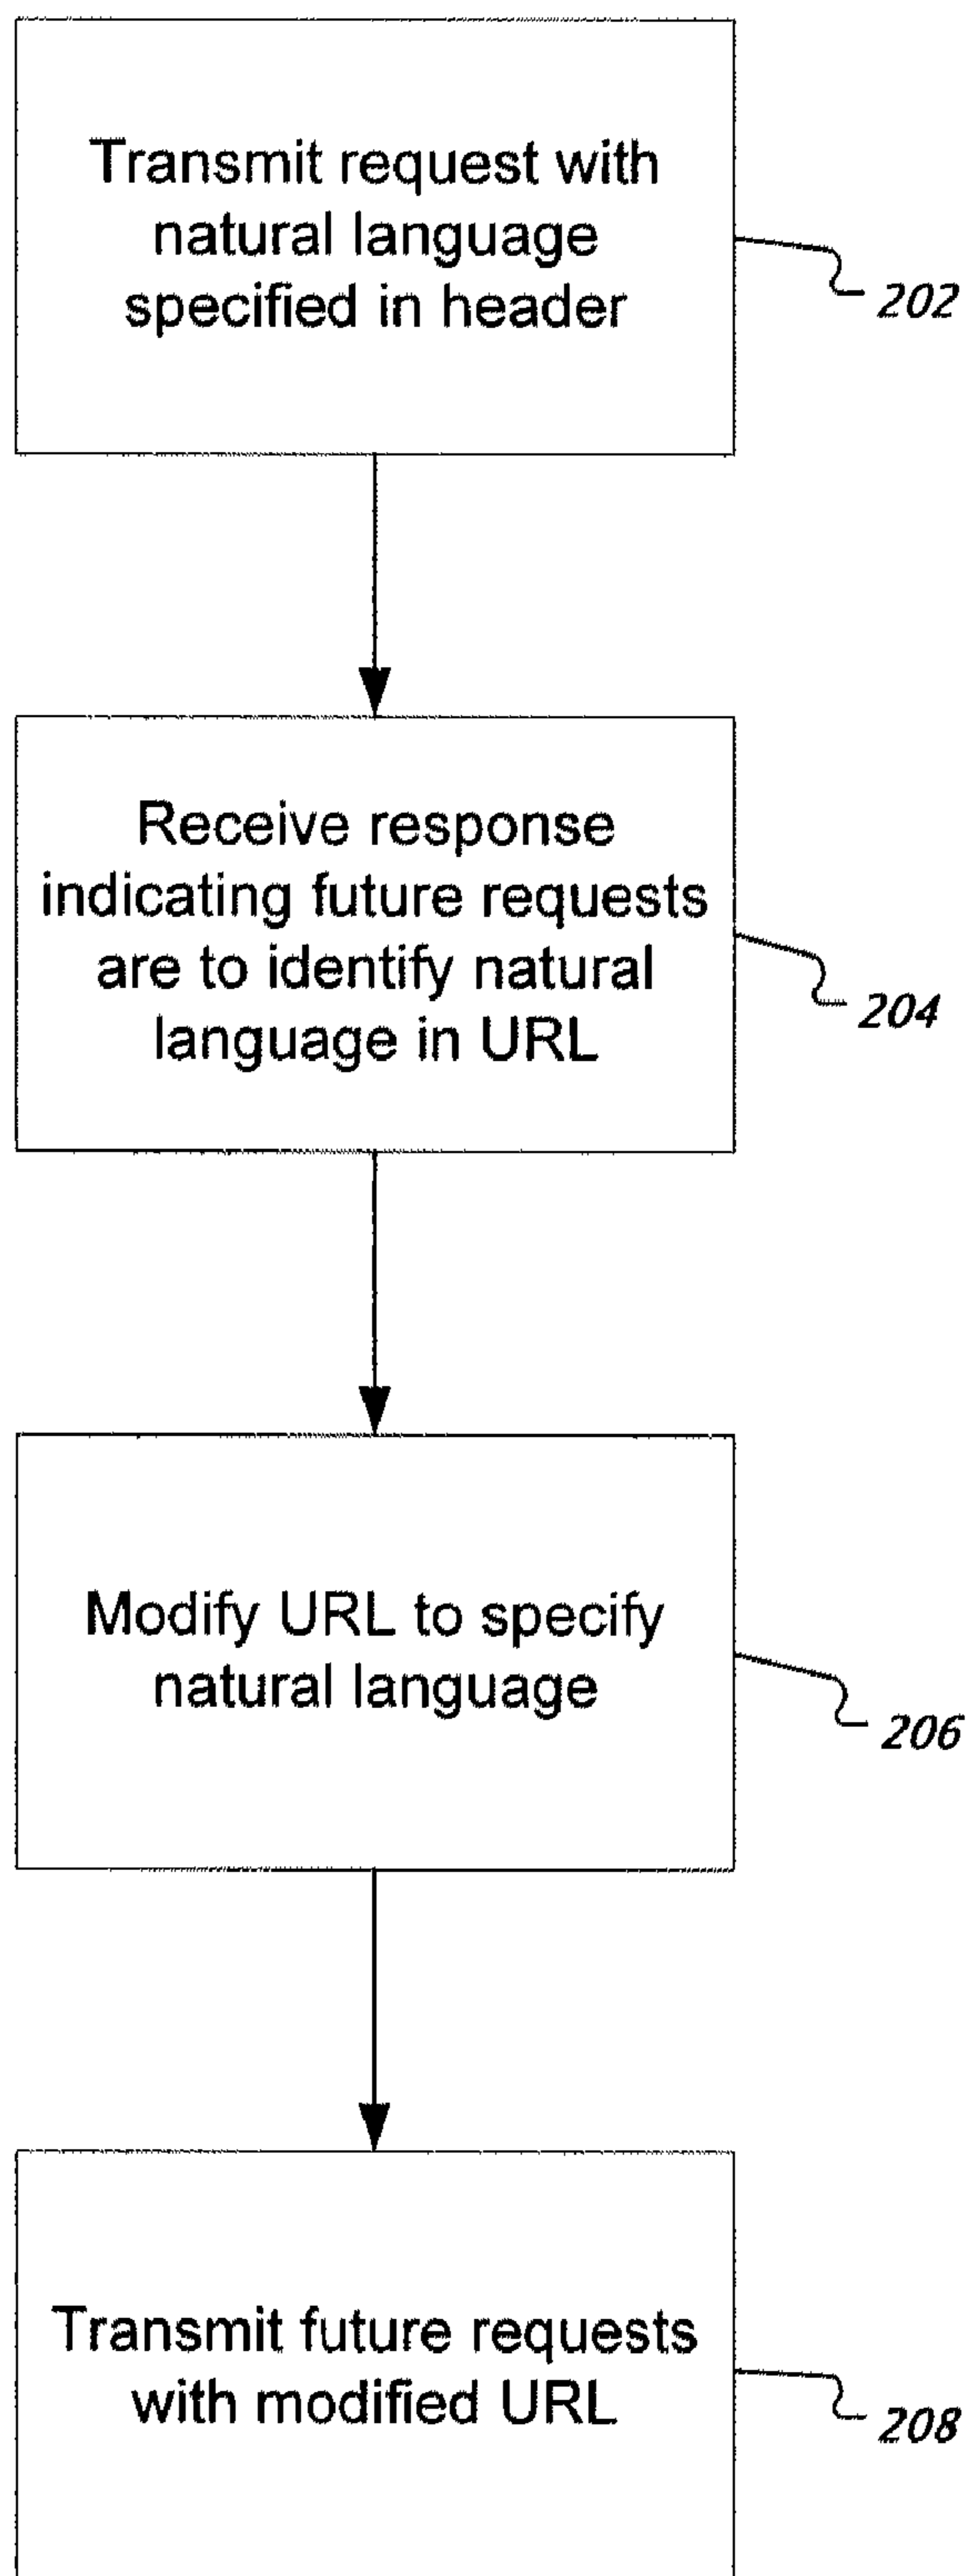 Transmit request with
natural language
specified in header
202
Receive response
indicating future requests
are to identify natural
language in URL
204
Modify URL to specify
natural language
206
Transmit future requests
with modified URL
208